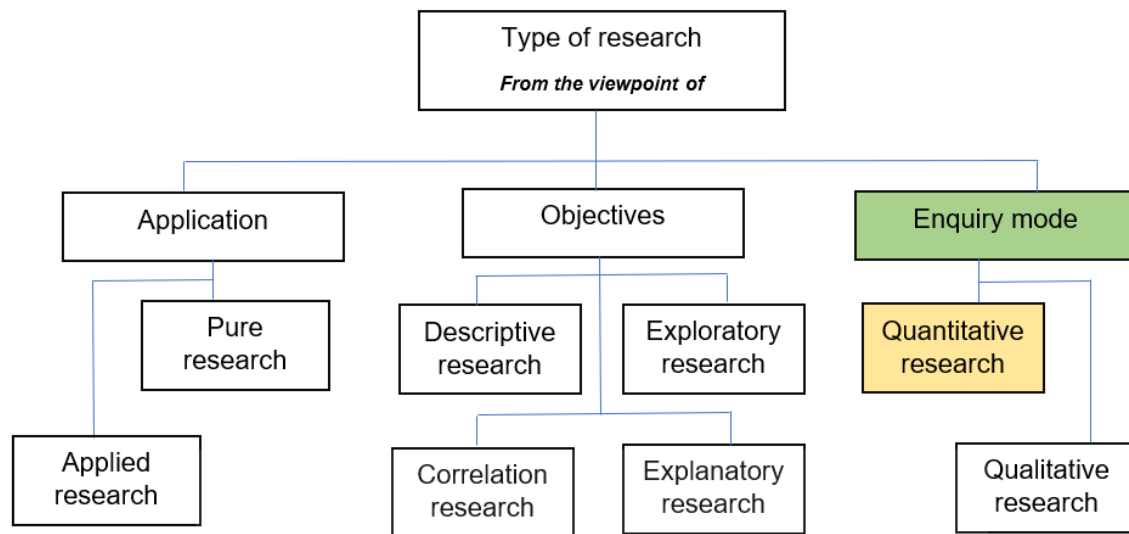 Type of research
From the viewpoint of
Application
Objectives
Enquiry mode
Pure
research
Descriptive
research
Exploratory
research
Quantitative
research
Applied
research
Correlation
research
Explanatory
research
Qualitative
research